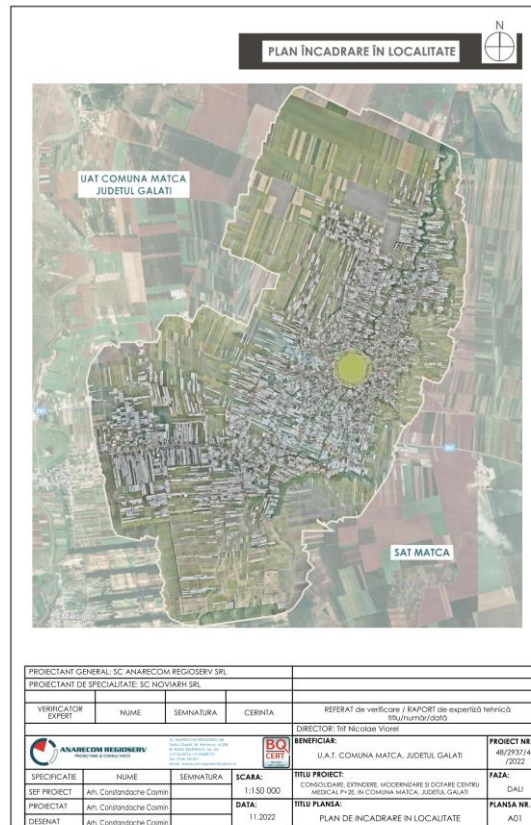 N
PLAN ÎNCADRARE ÎN LOCALITATE
UAT COMUNA MATCA
JUDETUL GALATI
SAT MATCA
PROIECTANT GENERAL: SC ANARECOM REGIOSERV SRL
PROIECTANT DE SPECIALITATE: SC NOVIARH SRL
VERIFICATOR
EXPERT
NUME
SEMNATURA
CERINTA
REFERAT de verificare / RAPORT de expertiză tehnică
titlu/număr/dată
DIRECTOR: Trif Nicolae Viorel
ANARECOM REGIOSERV
BQ
CERT
BENEFICIAR:
U.A.T. COMUNA MATCA, JUDETUL GALATI
PROIECT NR.
48/2937/4
/2022
SPECIFICATIE
NUME
SEMNATURA
SCARA:
1:150 000
TITLU PROIECT:
CONSOLIDARE, EXTINDERE, MODERNIZARE SI DOTARE CENTRU
MEDICAL P+2E, IN COMUNA MATCA, JUDETUL GALATI
FAZA:
DALI
SEF PROIECT
Arh. Constandache Cosmin
PROIECTAT
Arh. Constandache Cosmin
DATA:
11.2022
TITLU PLANSA:
PLAN DE INCADRARE IN LOCALITATE
PLANSA NR.
A01
DESENAT
Arh. Constandache Cosmin